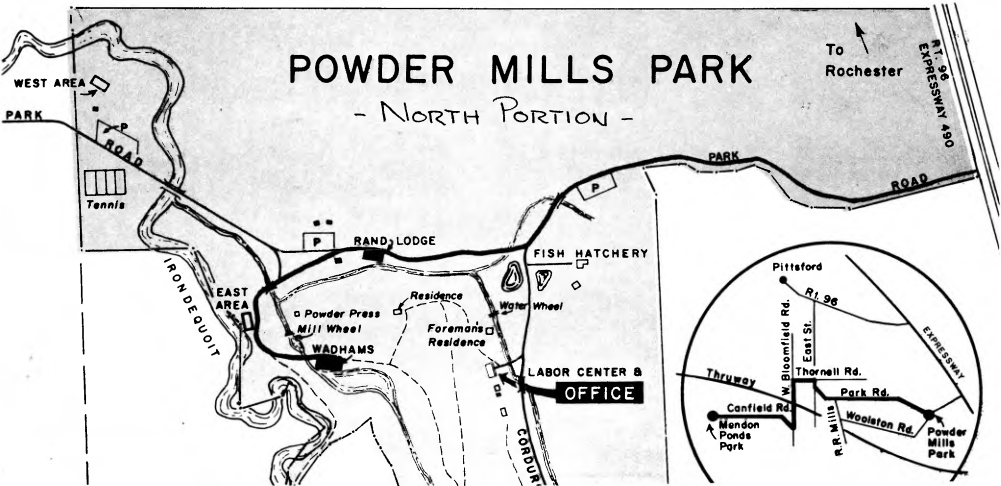 POWDER MILLS PARK
- NORTH PORTION -
To
Rochester
RT. 96
EXPRESSWAY 490
WEST AREA
PARK
P
ROAD
Tennis
PARK
ROAD
P
P
RAND LODGE
FISH HATCHERY
IRONDEQUOIT
EAST
AREA
Residence
Powder Press
Mill Wheel
Water Wheel
Foremans
Residence
WADHAMS
LABOR CENTER &
OFFICE
CORDUR
Pittsford
Rt. 96
W. Bloomfield Rd.
East St.
EXPRESSWAY
Thornell Rd.
Thruway
Park Rd.
Canfield Rd.
Woolston Rd.
R.R. Mills
Mendon
Ponds
Park
Powder
Mills
Park